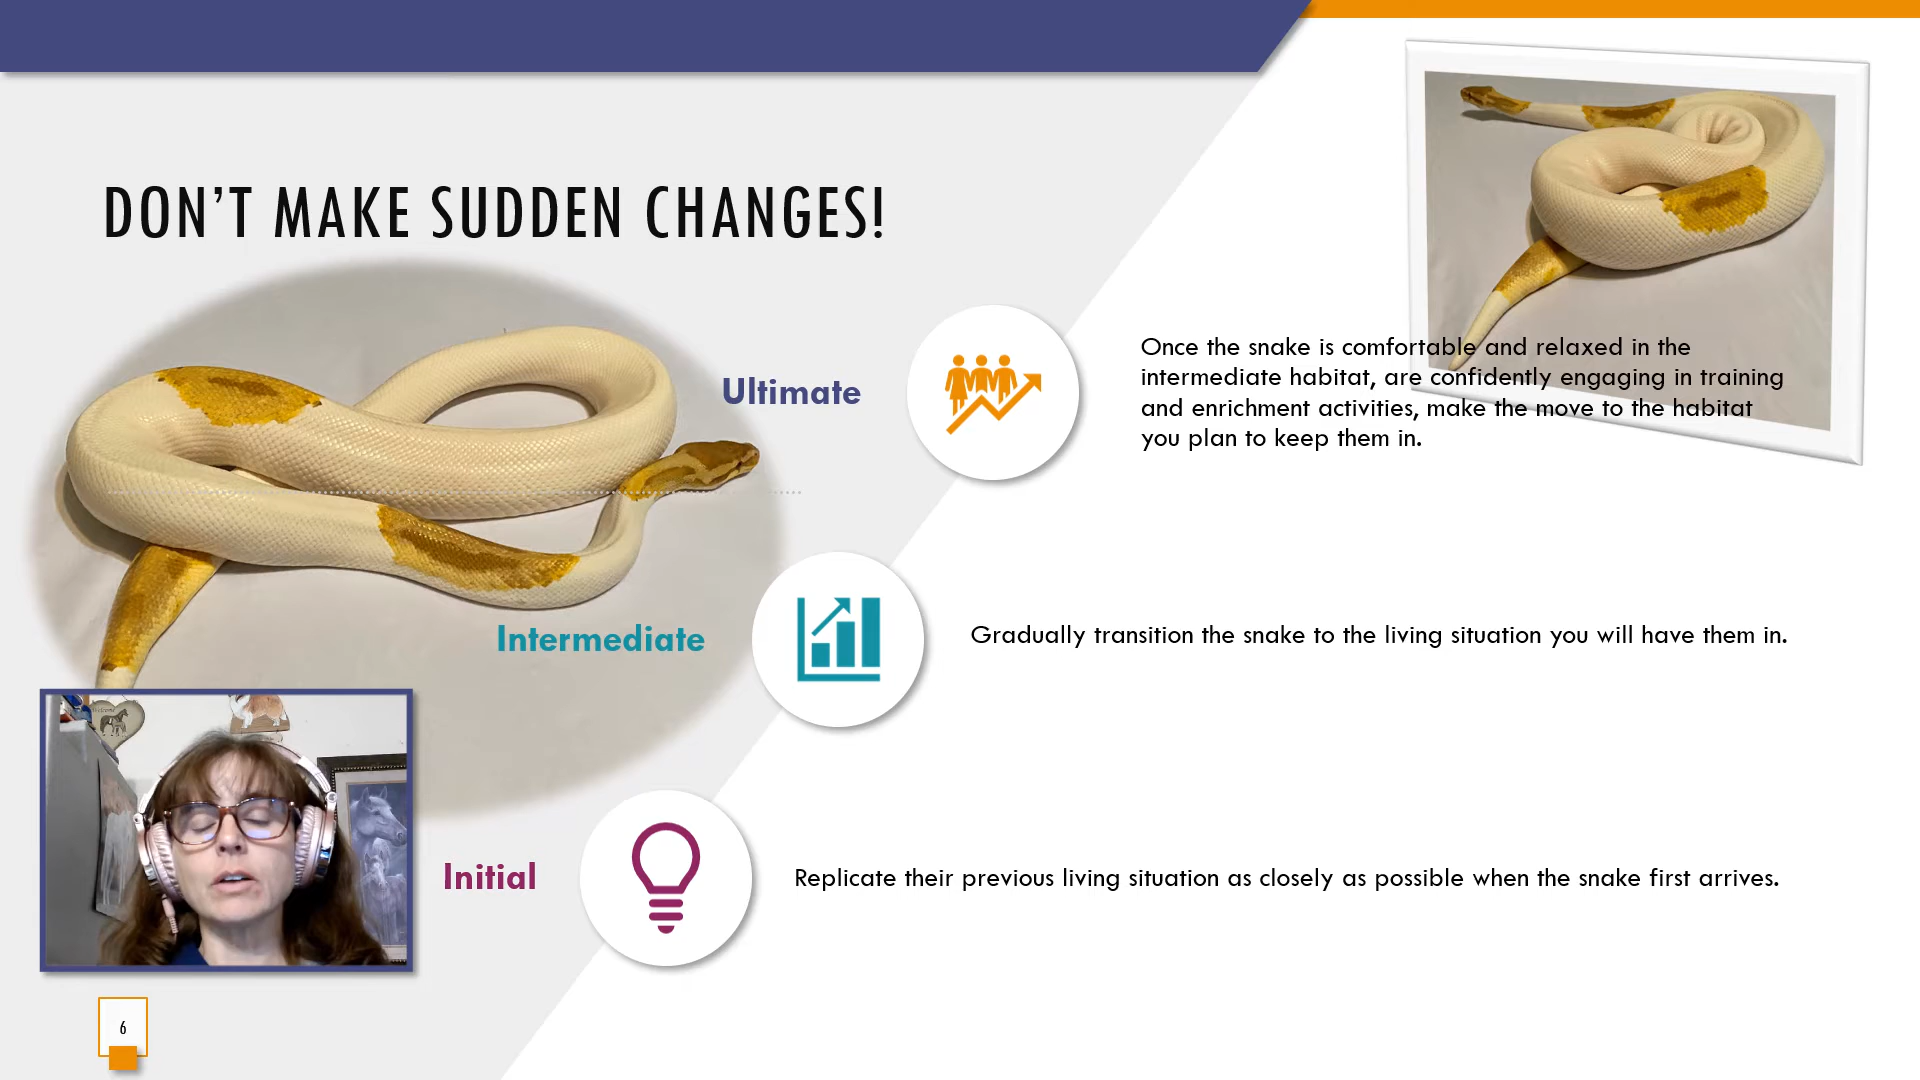 DON’T MAKE SUDDEN CHANGES!
Ultimate
Once the snake is comfortable and relaxed in the
intermediate habitat, are confidently engaging in training
and enrichment activities, make the move to the habitat
you plan to keep them in.
Intermediate
Gradually transition the snake to the living situation you will have them in.
Initial
Replicate their previous living situation as closely as possible when the snake first arrives.
6